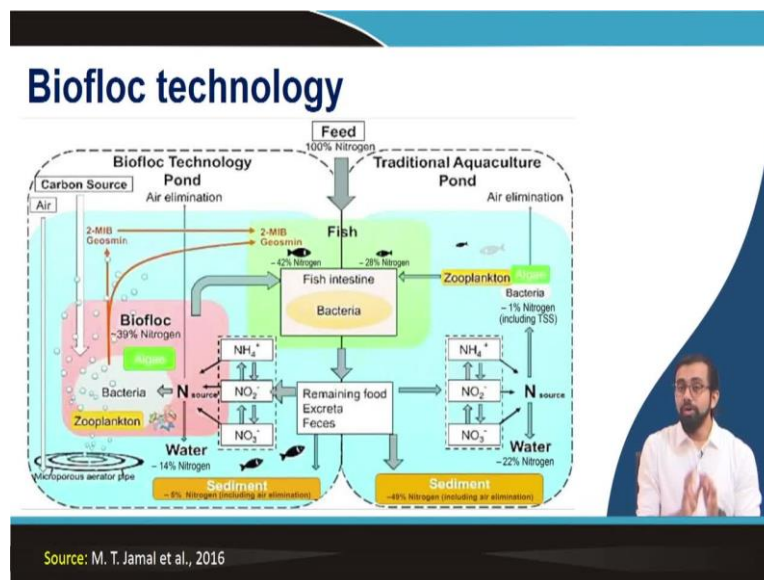 Biofloc technology
Feed
100% Nitrogen
Biofloc Technology
Pond
Traditional Aquaculture
Pond
Carbon Source
Air elimination
Air elimination
Air
2-MIB
Geosmin
2-MIB
Geosmin
Fish
~42% Nitrogen
~28% Nitrogen
Fish intestine
Bacteria
Zooplankton
Algae
Bacteria
~1% Nitrogen
(including TSS)
Biofloc
~39% Nitrogen
Algae
Bacteria
Zooplankton
N source
NH4+
NO2-
NO3-
Remaining food
Excreta
Feces
NH4+
NO2-
NO3-
N source
Water
~14% Nitrogen
Water
~22% Nitrogen
Microporous aerator pipe
Sediment
~5% Nitrogen (including air elimination)
Sediment
~49% Nitrogen (including air elimination)
Source: M. T. Jamal et al., 2016